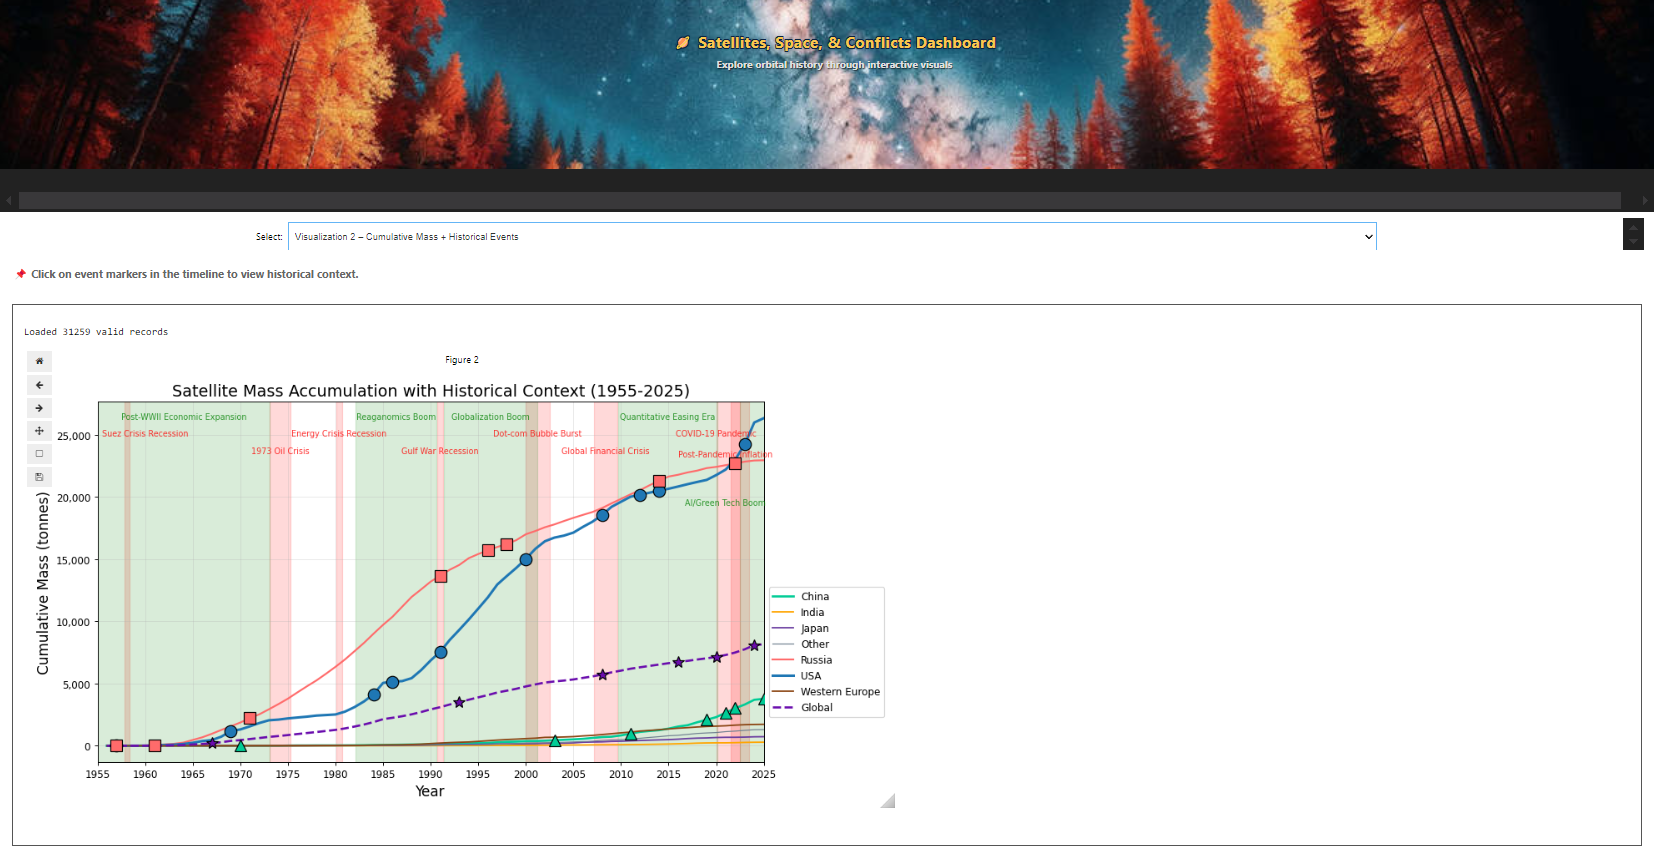 Satellites, Space, & Conflicts Dashboard
Explore orbital history through interactive visuals
Select: Visualization 2 – Cumulative Mass + Historical Events
Click on event markers in the timeline to view historical context.
Loaded 31259 valid records
Figure 2
Satellite Mass Accumulation with Historical Context (1955-2025)
Post-WWII Economic Expansion
Reaganomics Boom
Globalization Boom
Quantitative Easing Era
Suez Crisis Recession
Energy Crisis Recession
Dot-com Bubble Burst
COVID-19 Pandemic
1973 Oil Crisis
Gulf War Recession
Global Financial Crisis
Post-Pandemic Inflation
AI/Green Tech Boom
Cumulative Mass (tonnes)
25,000
20,000
15,000
10,000
5,000
0
1955 1960 1965 1970 1975 1980 1985 1990 1995 2000 2005 2010 2015 2020 2025
Year
China
India
Japan
Other
Russia
USA
Western Europe
Global